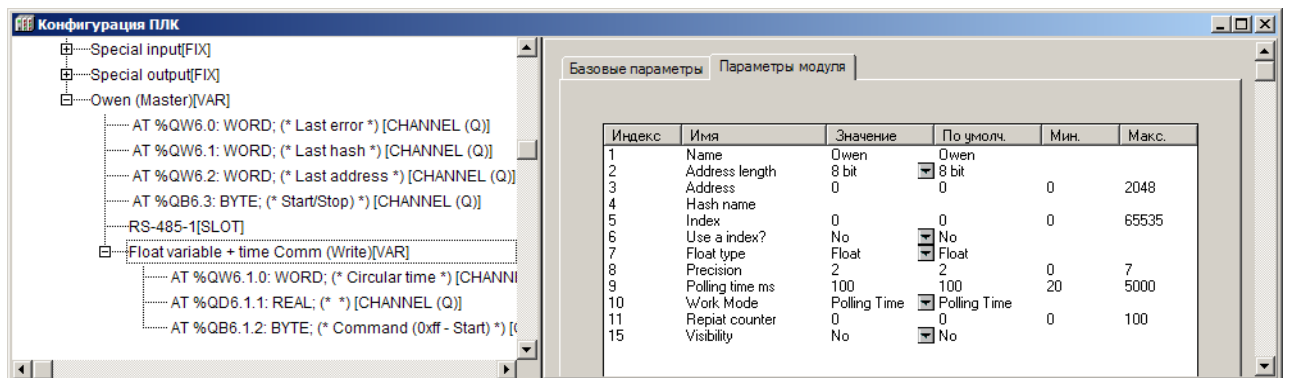 Конфигурация ПЛК
Special input[FIX]
Special output[FIX]
Owen (Master)[VAR]
AT %QW6.0: WORD; (* Last error *) [CHANNEL (Q)]
AT %QW6.1: WORD; (* Last hash *) [CHANNEL (Q)]
AT %QW6.2: WORD; (* Last address *) [CHANNEL (Q)]
AT %QB6.3: BYTE; (* Start/Stop) *) [CHANNEL (Q)]
RS-485-1[SLOT]
Float variable + time Comm (Write)[VAR]
AT %QW6.1.0: WORD; (* Circular time *) [CHANN
AT %QD6.1.1: REAL; (* *) [CHANNEL (Q)]
AT %QB6.1.2: BYTE; (* Command (0xff - Start) *) [
Базовые параметры Параметры модуля
Индекс Имя Значение По умолч. Мин. Макс.
1 Name Owen Owen
2 Address length 8 bit 8 bit
3 Address 0 0 0 2048
4 Hash name
5 Index 0 0 0 65535
6 Use a index? No No
7 Float type Float Float
8 Precision 2 2 0 7
9 Polling time ms 100 100 20 5000
10 Work Mode Polling Time Polling Time
11 Repiat counter 0 0 0 100
15 Visibility No No